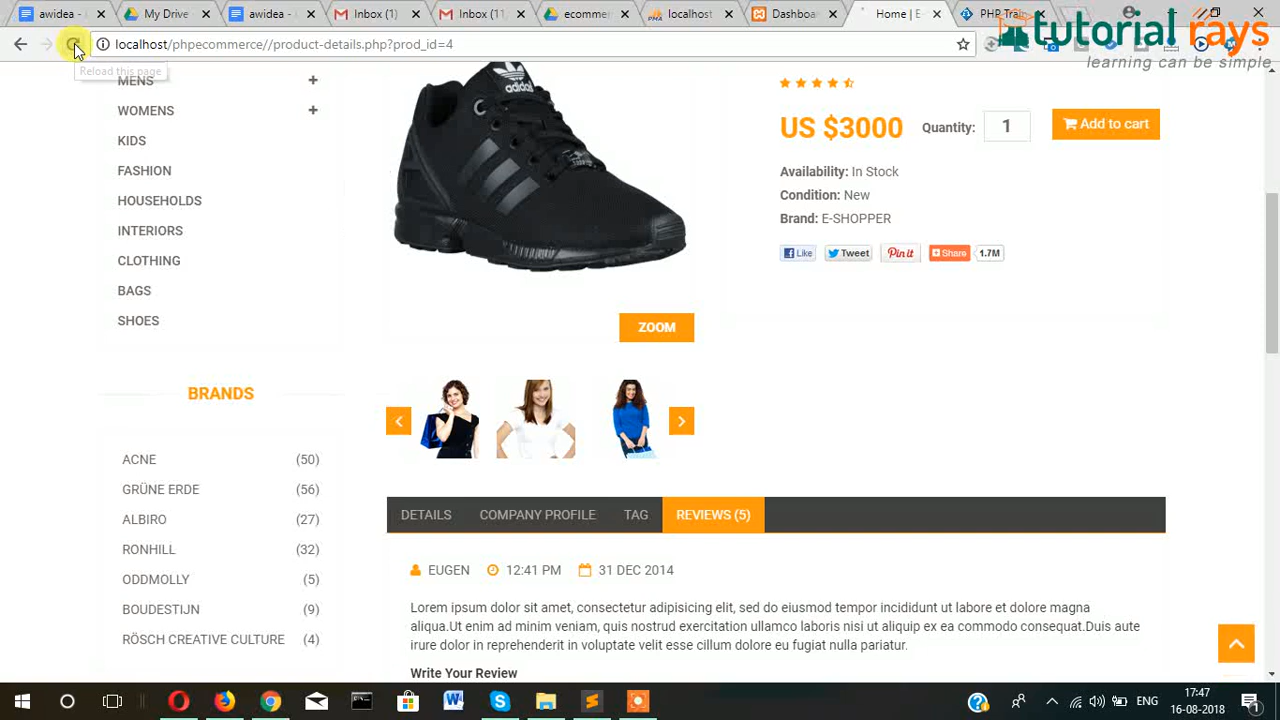 awidea -
awidea -
Inbox (1)
Inbox (1)
PHP ecom
localhost
Dashboard
Home | E
PHP Tra
tutorial rays
learning can be simple
localhost/phpecommerce//product-details.php?prod_id=4
Reload this page
MENS
WOMENS
KIDS
FASHION
HOUSEHOLDS
INTERIORS
CLOTHING
BAGS
SHOES
BRANDS
ACNE (50)
GRÜNE ERDE (56)
ALBIRO (27)
RONHILL (32)
ODDMOLLY (5)
BOUDESTIJN (9)
RÖSCH CREATIVE CULTURE (4)
adidas
ZOOM
US $3000 Quantity: 1 Add to cart
Availability: In Stock
Condition: New
Brand: E-SHOPPER
Like Tweet Pin it Share 1.7M
DETAILS COMPANY PROFILE TAG REVIEWS (5)
EUGEN 12:41 PM 31 DEC 2014
Lorem ipsum dolor sit amet, consectetur adipisicing elit, sed do eiusmod tempor incididunt ut labore et dolore magna
aliqua.Ut enim ad minim veniam, quis nostrud exercitation ullamco laboris nisi ut aliquip ex ea commodo consequat.Duis aute
irure dolor in reprehenderit in voluptate velit esse cillum dolore eu fugiat nulla pariatur.
Write Your Review
ENG
17:47
16-08-2018